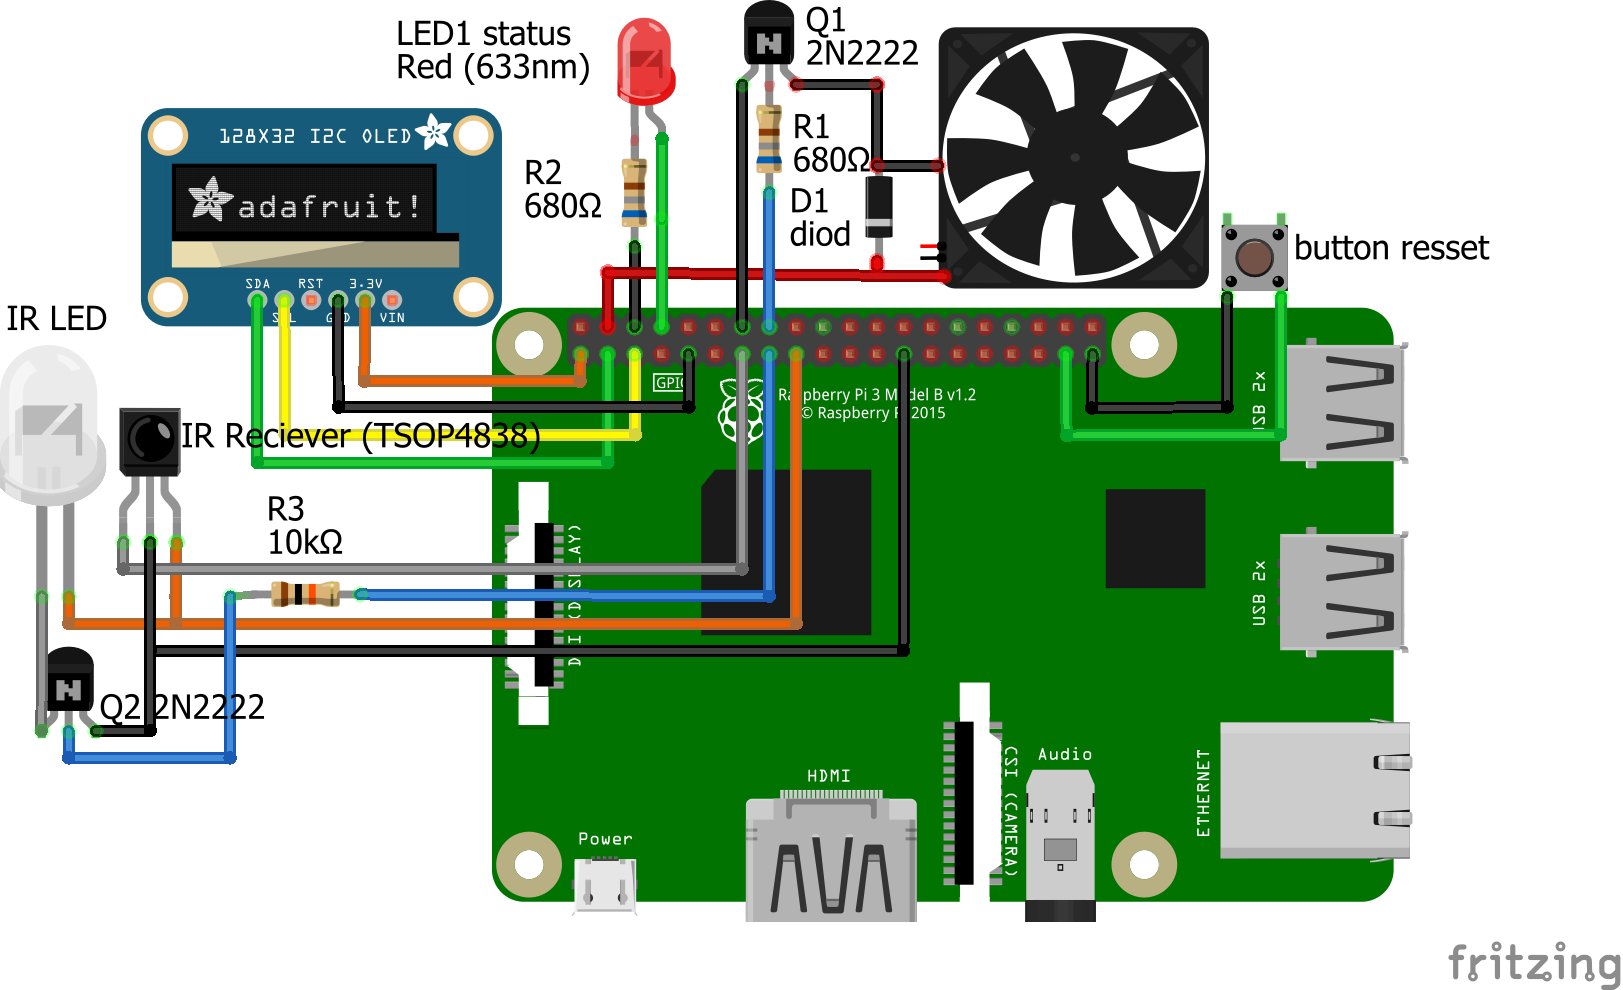 LED1 status
Red (633nm)
Q1
2N2222
128X32 I2C OLED
adafruit!
SDA
RST
3.3V
GND
VIN
R2
680Ω
R1
680Ω
D1
diod
button resset
IR LED
GPIO
Raspberry Pi 3 Model B v1.2
© Raspberry Pi 2015
IR Reciever (TSOP4838)
R3
10kΩ
Q2 2N2222
USB 2x
USB 2x
ETHERNET
CSI (CAMERA)
Audio
HDMI
Power
N
N
fritzing